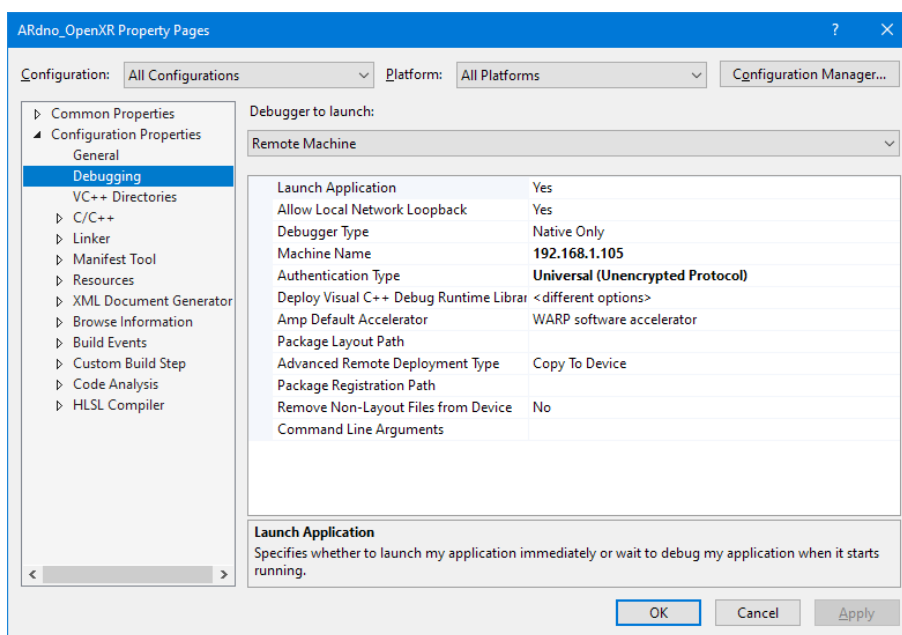 ARdno_OpenXR Property Pages
Configuration: All Configurations Platform: All Platforms Configuration Manager...
Common Properties
Configuration Properties
General
Debugging
VC++ Directories
C/C++
Linker
Manifest Tool
Resources
XML Document Generator
Browse Information
Build Events
Custom Build Step
Code Analysis
HLSL Compiler
Debugger to launch:
Remote Machine
Launch Application Yes
Allow Local Network Loopback Yes
Debugger Type Native Only
Machine Name 192.168.1.105
Authentication Type Universal (Unencrypted Protocol)
Deploy Visual C++ Debug Runtime Librar <different options>
Amp Default Accelerator WARP software accelerator
Package Layout Path
Advanced Remote Deployment Type Copy To Device
Package Registration Path
Remove Non-Layout Files from Device No
Command Line Arguments
Launch Application
Specifies whether to launch my application immediately or wait to debug my application when it starts
running.
OK Cancel Apply